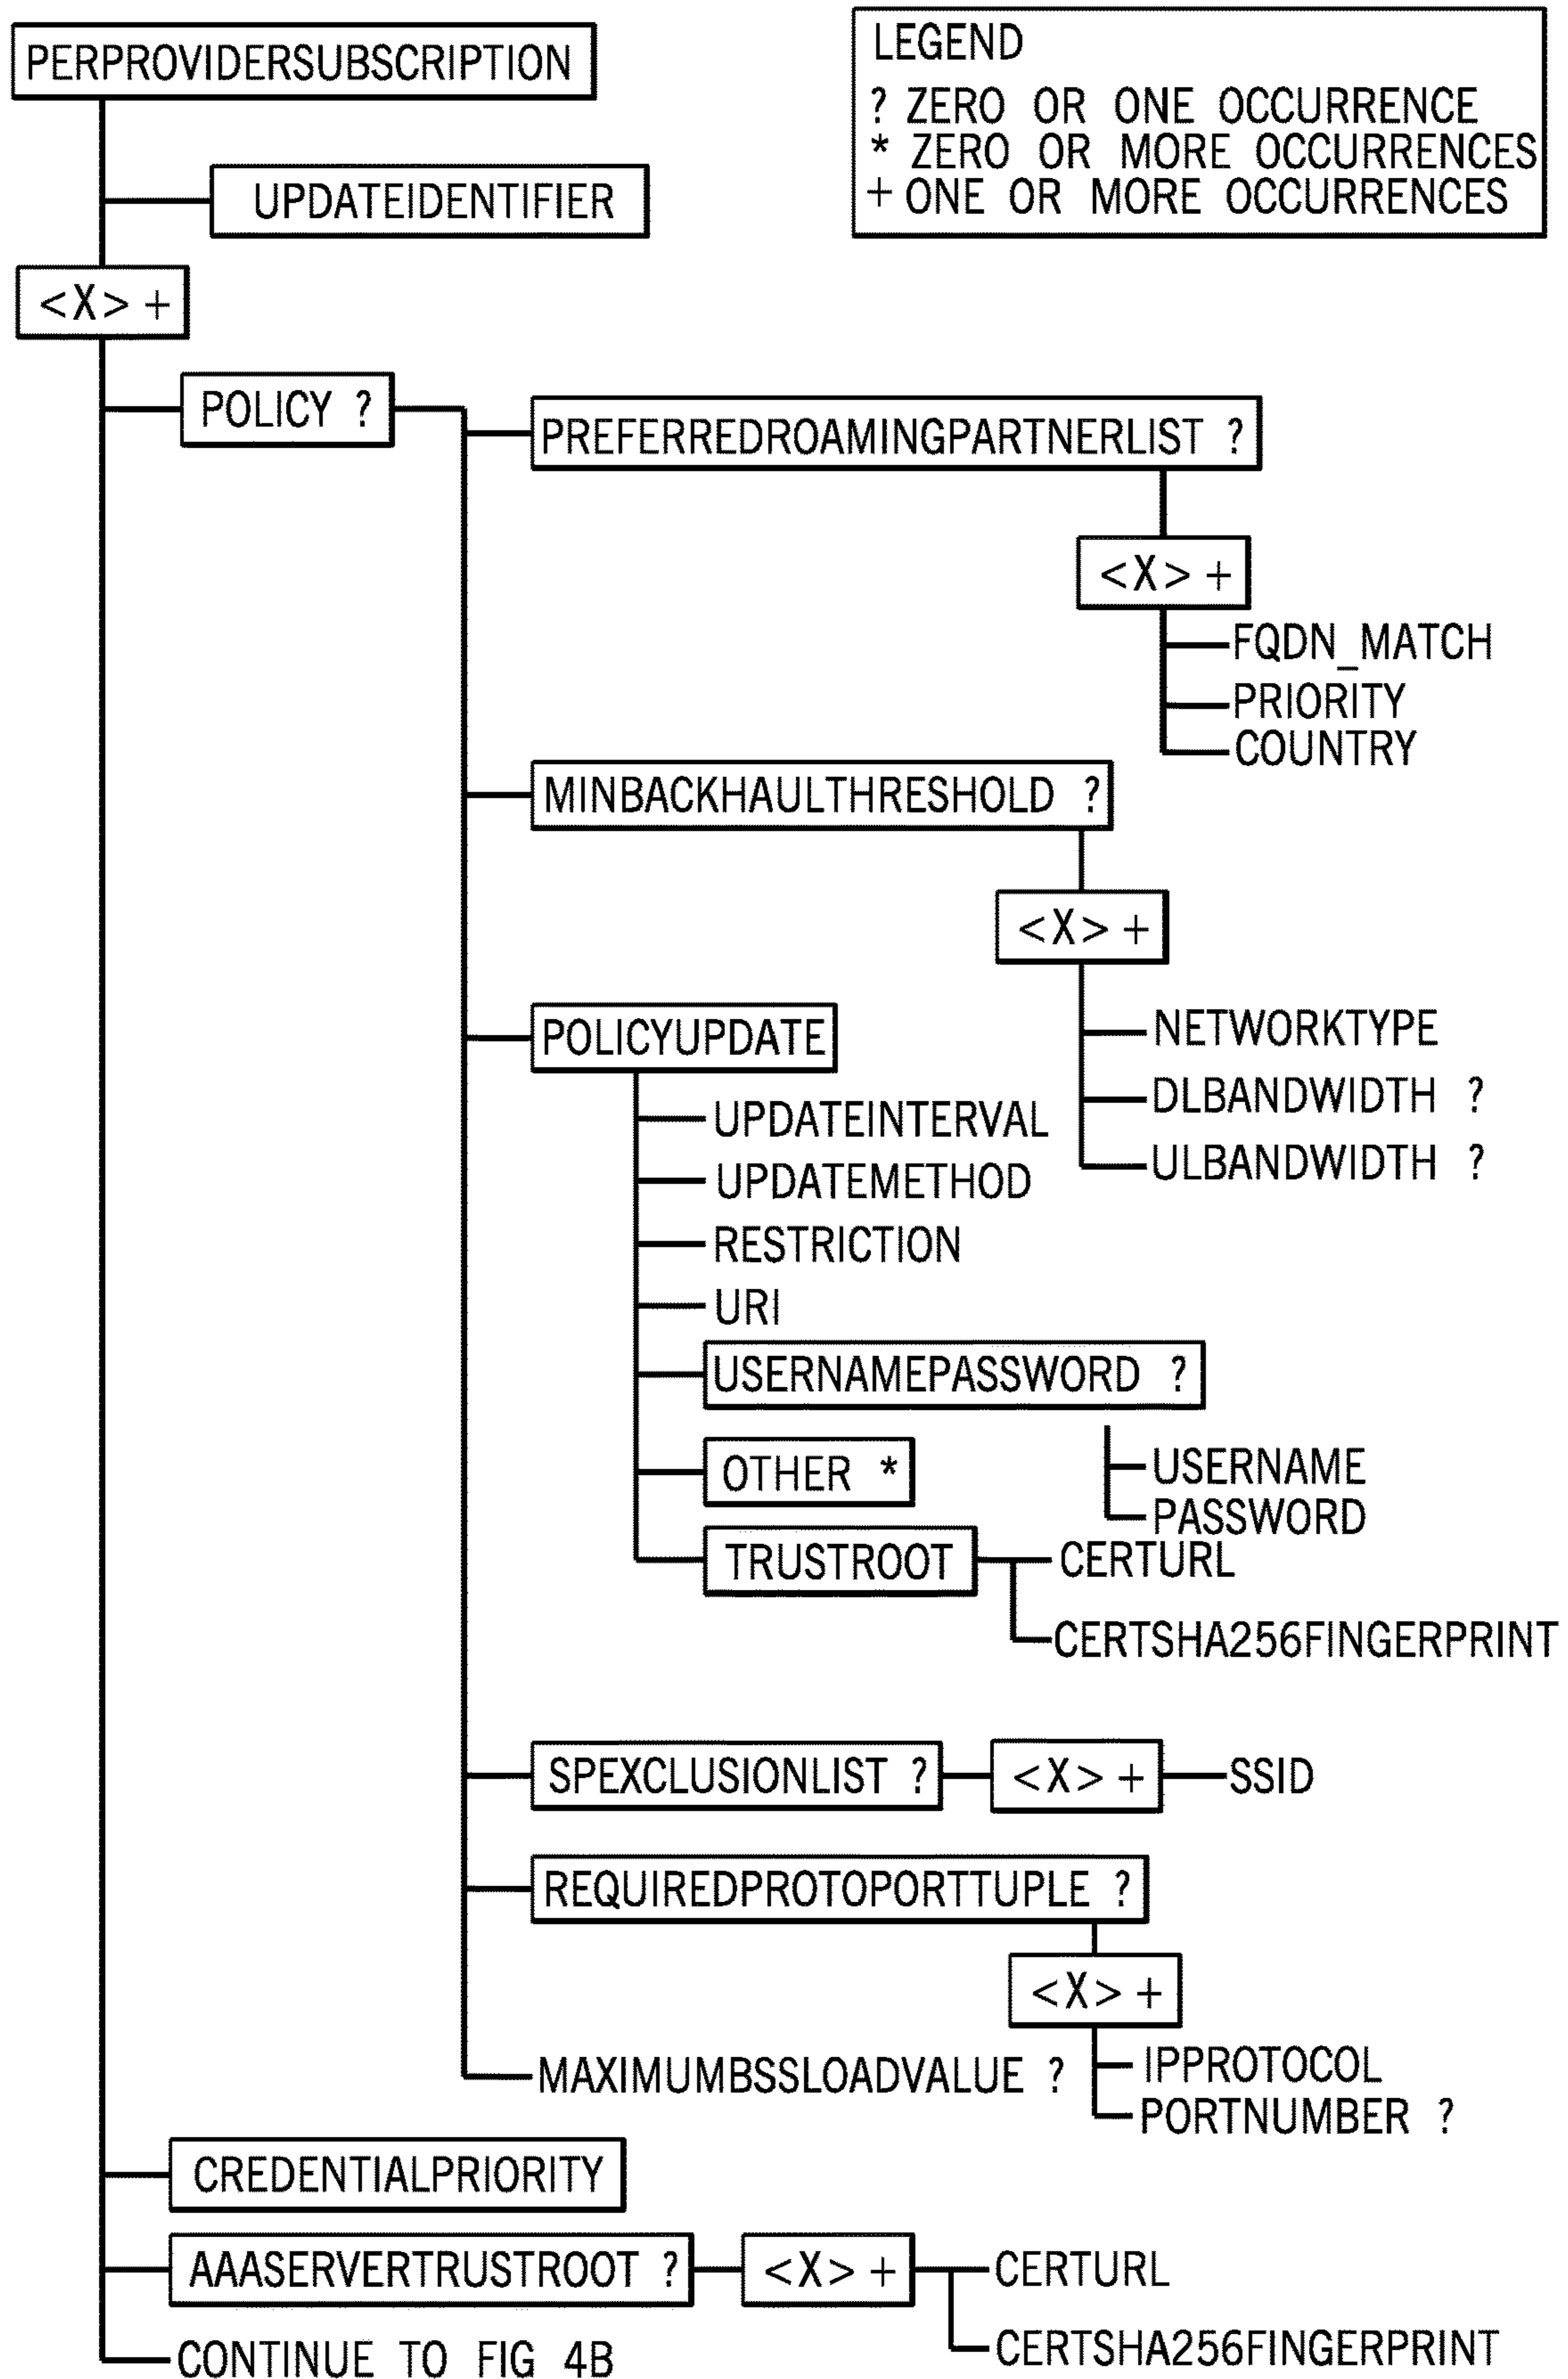 PERPROVIDERSUBSCRIPTION
LEGEND
? ZERO OR ONE OCCURRENCE
* ZERO OR MORE OCCURRENCES
+ ONE OR MORE OCCURRENCES
UPDATEIDENTIFIER
<X> +
POLICY ?
PREFERREDROAMINGPARTNERLIST ?
<X> +
FQDN_MATCH
PRIORITY
COUNTRY
MINBACKHAULTHRESHOLD ?
<X> +
NETWORKTYPE
DLBANDWIDTH ?
ULBANDWIDTH ?
POLICYUPDATE
UPDATEINTERVAL
UPDATEMETHOD
RESTRICTION
URI
USERNAMEPASSWORD ?
USERNAME
PASSWORD
OTHER *
TRUSTROOT
CERTURL
CERTSHA256FINGERPRINT
SPEXCLUSIONLIST ?
<X> +
SSID
REQUIREDPROTOPORTTUPLE ?
<X> +
IPPROTOCOL
PORTNUMBER ?
MAXIMUMBSSLOADVALUE ?
CREDENTIALPRIORITY
AAASERVERTRUSTROOT ?
<X> +
CERTURL
CERTSHA256FINGERPRINT
CONTINUE TO FIG 4B